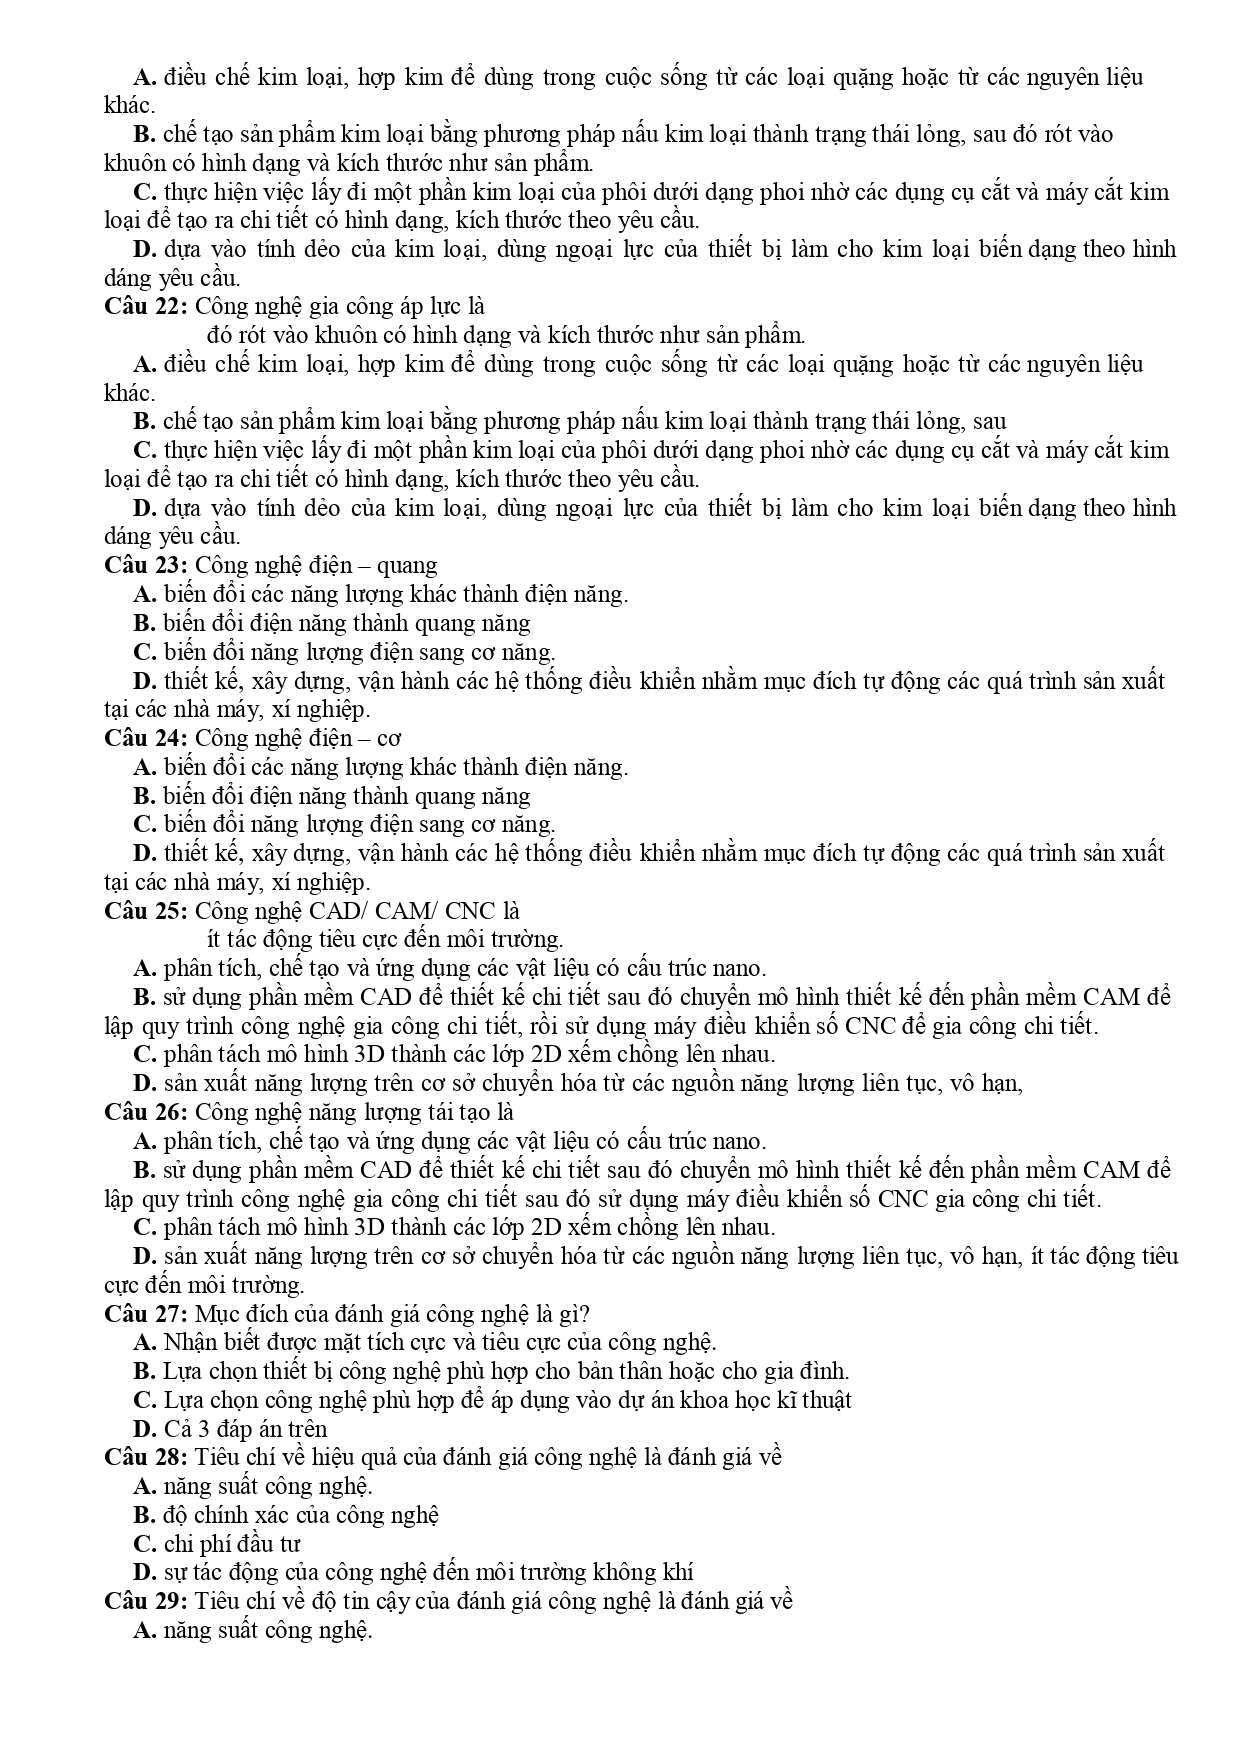 A. điều chế kim loại, hợp kim để dùng trong cuộc sống từ các loại quặng hoặc từ các nguyên liệu
khác.
B. chế tạo sản phẩm kim loại bằng phương pháp nấu kim loại thành trạng thái lỏng, sau đó rót vào
khuôn có hình dạng và kích thước như sản phẩm.
C. thực hiện việc lấy đi một phần kim loại của phôi dưới dạng phoi nhờ các dụng cụ cắt và máy cắt kim
loại để tạo ra chi tiết có hình dạng, kích thước theo yêu cầu.
D. dựa vào tính dẻo của kim loại, dùng ngoại lực của thiết bị làm cho kim loại biến dạng theo hình
dáng yêu cầu.
Câu 22: Công nghệ gia công áp lực là
đó rót vào khuôn có hình dạng và kích thước như sản phẩm.
A. điều chế kim loại, hợp kim để dùng trong cuộc sống từ các loại quặng hoặc từ các nguyên liệu
khác.
B. chế tạo sản phẩm kim loại bằng phương pháp nấu kim loại thành trạng thái lỏng, sau
C. thực hiện việc lấy đi một phần kim loại của phôi dưới dạng phoi nhờ các dụng cụ cắt và máy cắt kim
loại để tạo ra chi tiết có hình dạng, kích thước theo yêu cầu.
D. dựa vào tính dẻo của kim loại, dùng ngoại lực của thiết bị làm cho kim loại biến dạng theo hình
dáng yêu cầu.
Câu 23: Công nghệ điện – quang
A. biến đổi các năng lượng khác thành điện năng.
B. biến đổi điện năng thành quang năng
C. biến đổi năng lượng điện sang cơ năng.
D. thiết kế, xây dựng, vận hành các hệ thống điều khiển nhằm mục đích tự động các quá trình sản xuất
tại các nhà máy, xí nghiệp.
Câu 24: Công nghệ điện – cơ
A. biến đổi các năng lượng khác thành điện năng.
B. biến đổi điện năng thành quang năng
C. biến đổi năng lượng điện sang cơ năng.
D. thiết kế, xây dựng, vận hành các hệ thống điều khiển nhằm mục đích tự động các quá trình sản xuất
tại các nhà máy, xí nghiệp.
Câu 25: Công nghệ CAD/ CAM/ CNC là
ít tác động tiêu cực đến môi trường.
A. phân tích, chế tạo và ứng dụng các vật liệu có cấu trúc nano.
B. sử dụng phần mềm CAD để thiết kế chi tiết sau đó chuyển mô hình thiết kế đến phần mềm CAM để
lập quy trình công nghệ gia công chi tiết, rồi sử dụng máy điều khiển số CNC để gia công chi tiết.
C. phân tách mô hình 3D thành các lớp 2D xếm chồng lên nhau.
D. sản xuất năng lượng trên cơ sở chuyển hóa từ các nguồn năng lượng liên tục, vô hạn,
Câu 26: Công nghệ năng lượng tái tạo là
A. phân tích, chế tạo và ứng dụng các vật liệu có cấu trúc nano.
B. sử dụng phần mềm CAD để thiết kế chi tiết sau đó chuyển mô hình thiết kế đến phần mềm CAM để
lập quy trình công nghệ gia công chi tiết sau đó sử dụng máy điều khiển số CNC gia công chi tiết.
C. phân tách mô hình 3D thành các lớp 2D xếm chồng lên nhau.
D. sản xuất năng lượng trên cơ sở chuyển hóa từ các nguồn năng lượng liên tục, vô hạn, ít tác động tiêu
cực đến môi trường.
Câu 27: Mục đích của đánh giá công nghệ là gì?
A. Nhận biết được mặt tích cực và tiêu cực của công nghệ.
B. Lựa chọn thiết bị công nghệ phù hợp cho bản thân hoặc cho gia đình.
C. Lựa chọn công nghệ phù hợp để áp dụng vào dự án khoa học kĩ thuật
D. Cả 3 đáp án trên
Câu 28: Tiêu chí về hiệu quả của đánh giá công nghệ là đánh giá về
A. năng suất công nghệ.
B. độ chính xác của công nghệ
C. chi phí đầu tư
D. sự tác động của công nghệ đến môi trường không khí
Câu 29: Tiêu chí về độ tin cậy của đánh giá công nghệ là đánh giá về
A. năng suất công nghệ.